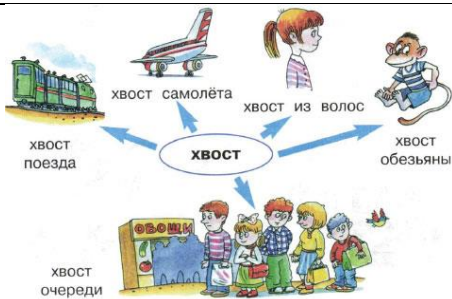 хвост самолёта
хвост из волос
хвост
поезда
хвост
хвост
обезьяны
ОВОЩИ
хвост
очереди